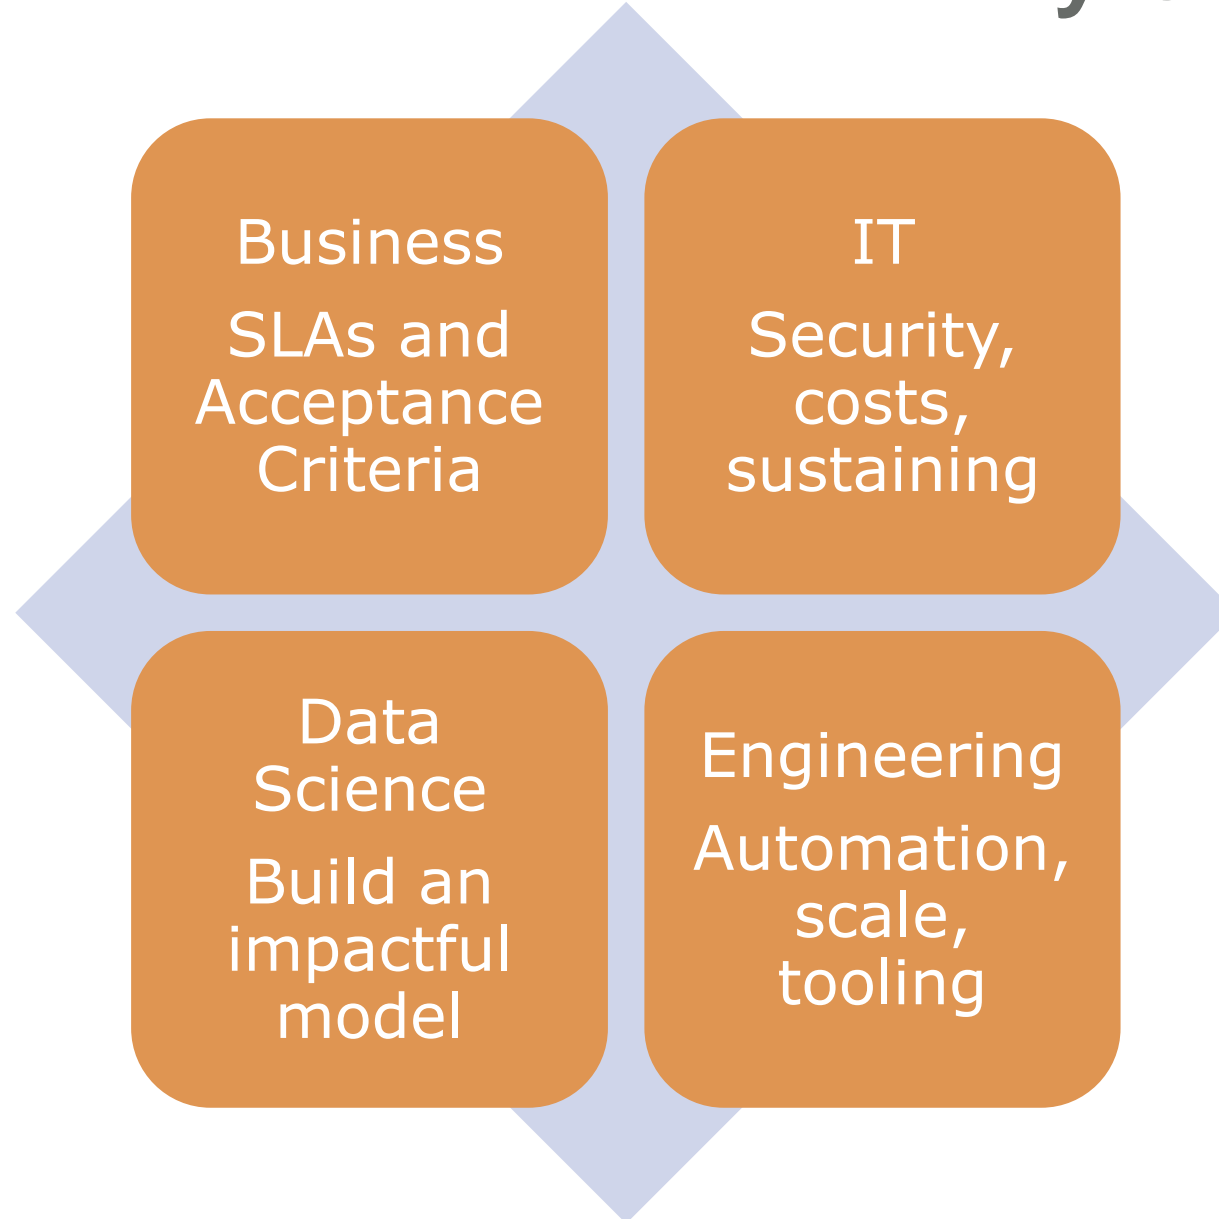 Business
SLAs and
Acceptance
Criteria
IT
Security,
costs,
sustaining
Data
Science
Build an
impactful
model
Engineering
Automation,
scale,
tooling